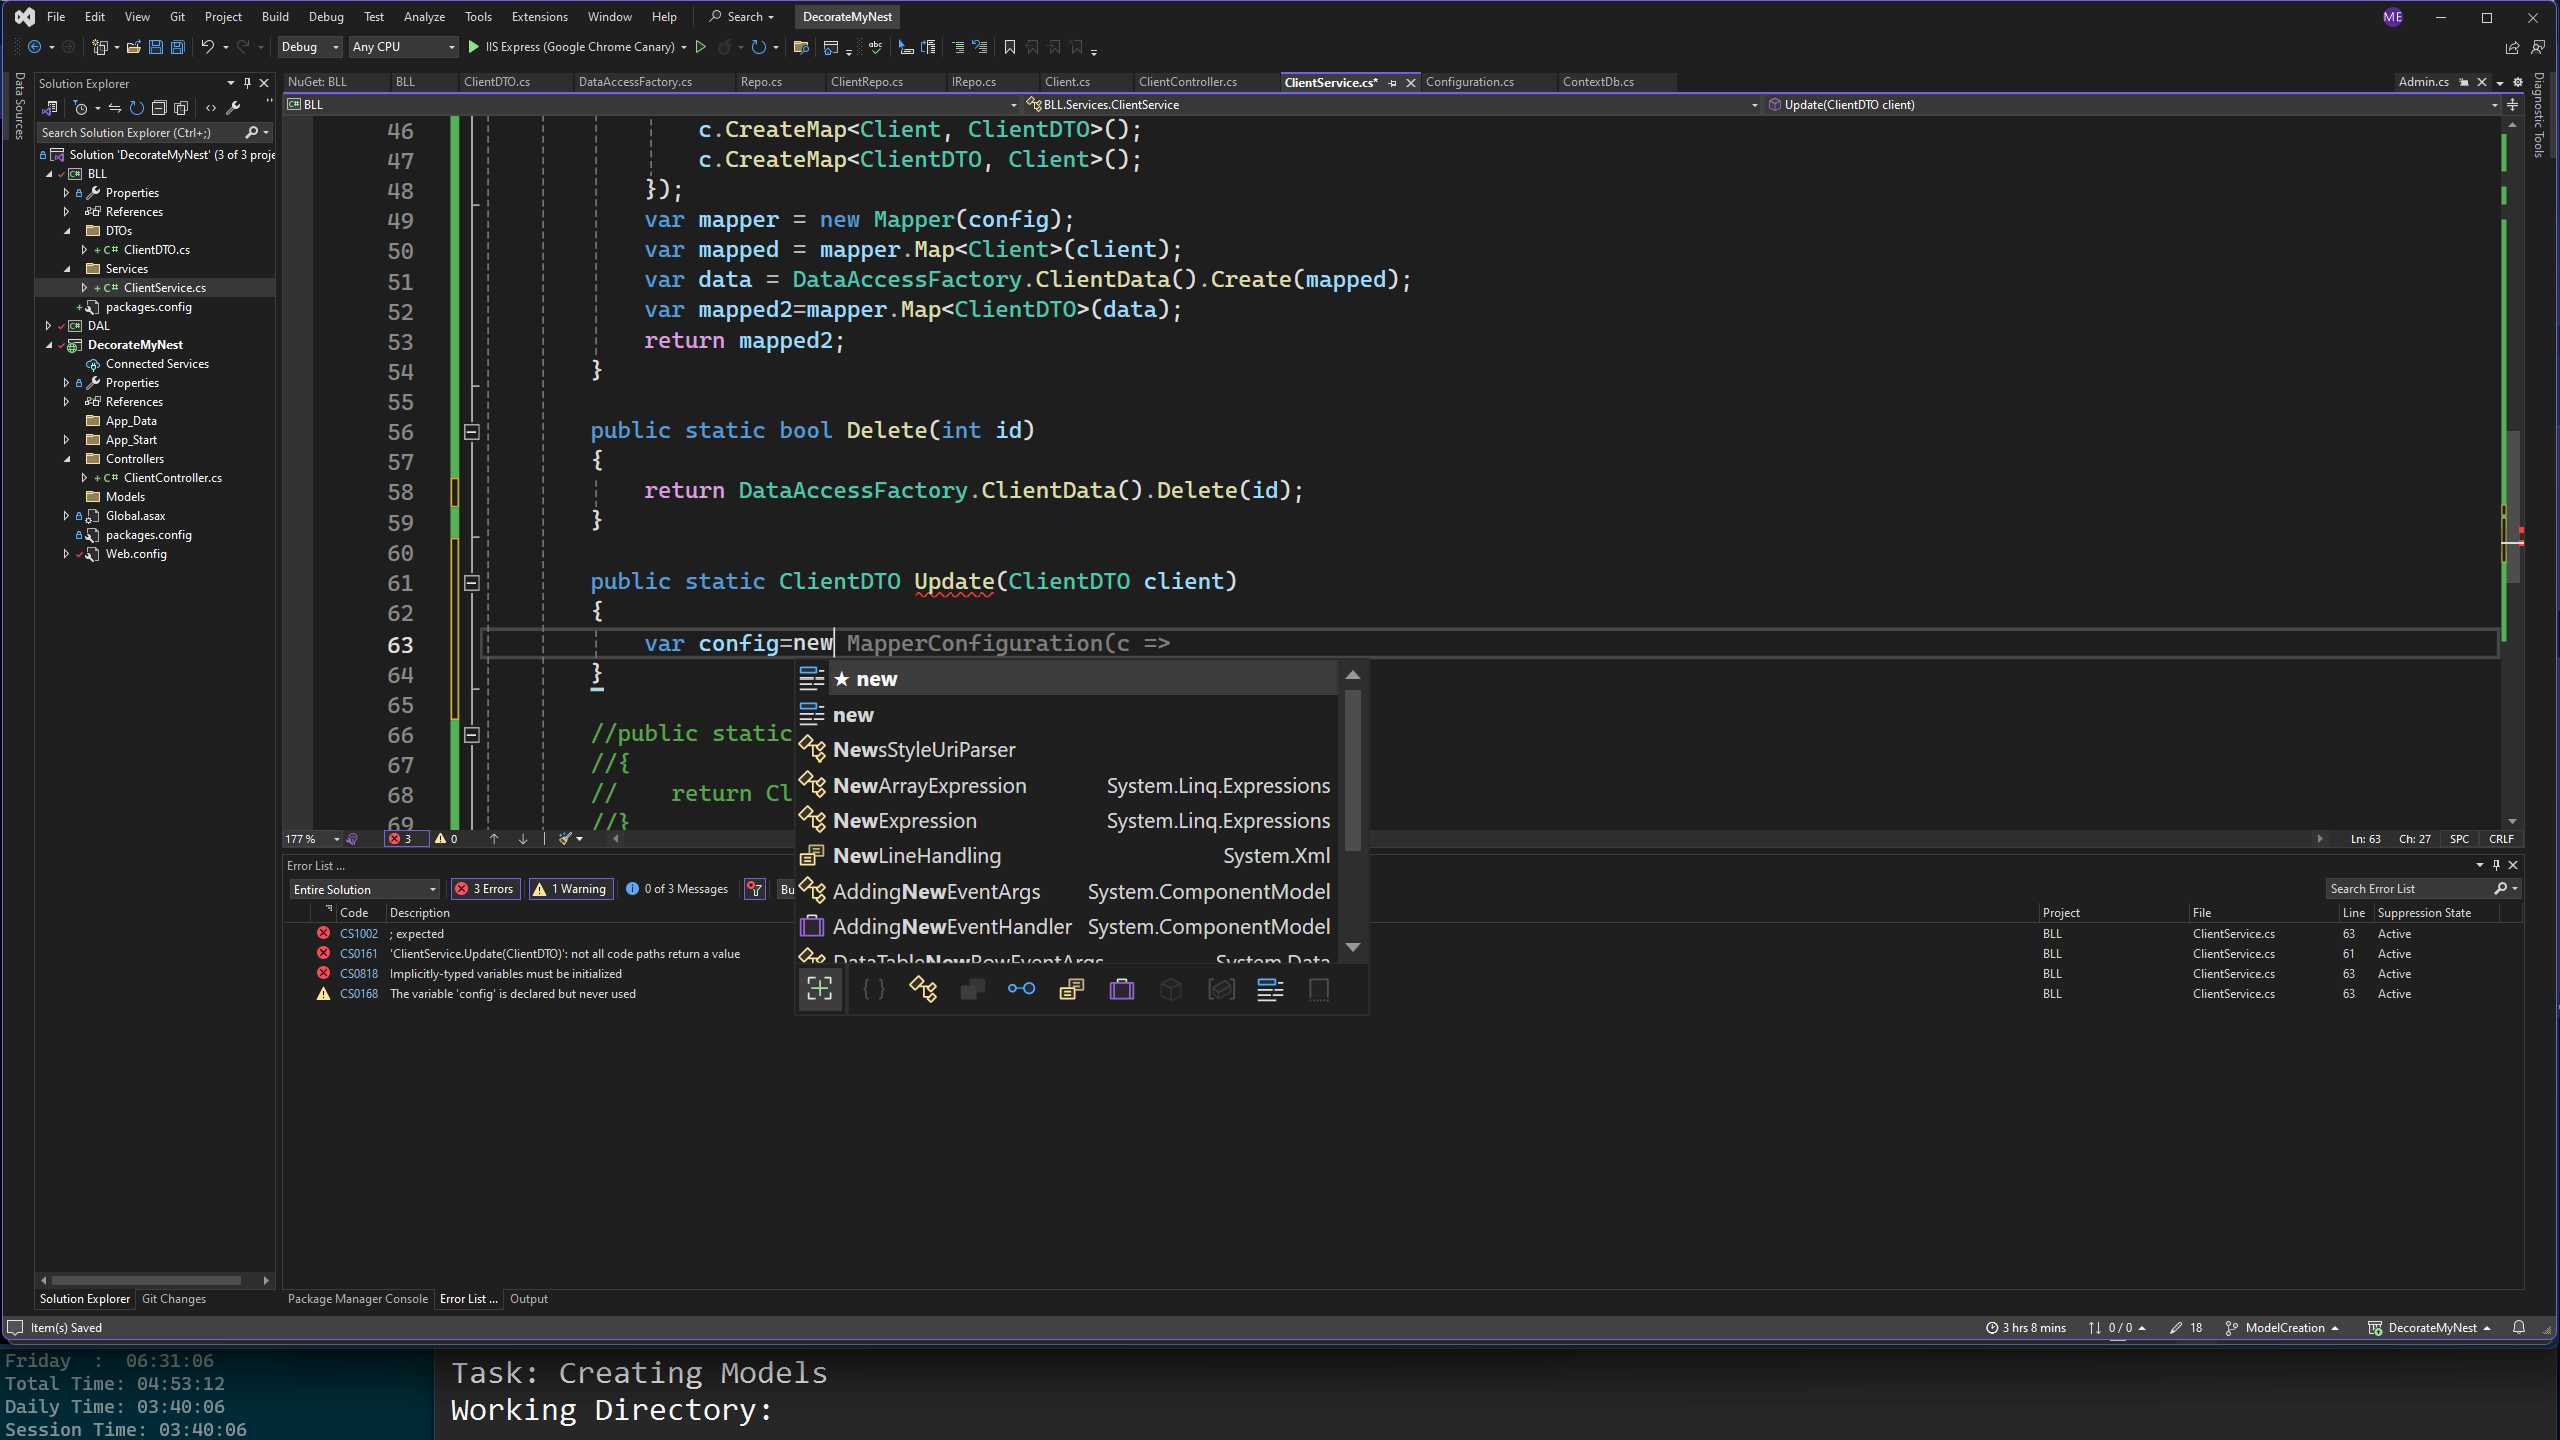 File Edit View Git Project Build Debug Test Analyze Tools Extensions Window Help Search DecorateMyNest ME
Debug Any CPU IIS Express (Google Chrome Canary)
Data Sources
Solution Explorer
Search Solution Explorer (Ctrl+;)
Solution 'DecorateMyNest' (3 of 3 proje
BLL
Properties
References
DTOs
C# ClientDTO.cs
Services
C# ClientService.cs
packages.config
DAL
DecorateMyNest
Connected Services
Properties
References
App_Data
App_Start
Controllers
C# ClientController.cs
Models
Global.asax
packages.config
Web.config
Solution Explorer Git Changes
NuGet: BLL BLL ClientDTO.cs DataAccessFactory.cs Repo.cs ClientRepo.cs IRepo.cs Client.cs ClientController.cs ClientService.cs* Configuration.cs ContextDb.cs Admin.cs
Diagnostic Tools
BLL BLL.Services.ClientService Update(ClientDTO client)
46 c.CreateMap<Client, ClientDTO>();
47 c.CreateMap<ClientDTO, Client>();
48 });
49 var mapper = new Mapper(config);
50 var mapped = mapper.Map<Client>(client);
51 var data = DataAccessFactory.ClientData().Create(mapped);
52 var mapped2=mapper.Map<ClientDTO>(data);
53 return mapped2;
54 }
55
56 public static bool Delete(int id)
57 {
58 return DataAccessFactory.ClientData().Delete(id);
59 }
60
61 public static ClientDTO Update(ClientDTO client)
62 {
63 var config=new MapperConfiguration(c =>
64 }
65
66 //public static
67 //{
68 // return Cl
69 //}
★ new
new
NewsStyleUriParser
NewArrayExpression System.Linq.Expressions
NewExpression System.Linq.Expressions
NewLineHandling System.Xml
AddingNewEventArgs System.ComponentModel
AddingNewEventHandler System.ComponentModel
DataTableNewRowEventArgs System.Data
177 % 3 0 Ln: 63 Ch: 27 SPC CRLF
Error List ...
Entire Solution 3 Errors 1 Warning 0 of 3 Messages Bu Search Error List
Code Description Project File Line Suppression State
CS1002 ; expected BLL ClientService.cs 63 Active
CS0161 'ClientService.Update(ClientDTO)': not all code paths return a value BLL ClientService.cs 61 Active
CS0818 Implicitly-typed variables must be initialized BLL ClientService.cs 63 Active
CS0168 The variable 'config' is declared but never used BLL ClientService.cs 63 Active
Package Manager Console Error List ... Output
Item(s) Saved 3 hrs 8 mins 0 / 0 18 ModelCreation DecorateMyNest
Friday : 06:31:06
Total Time: 04:53:12
Daily Time: 03:40:06
Session Time: 03:40:06
Task: Creating Models
Working Directory: